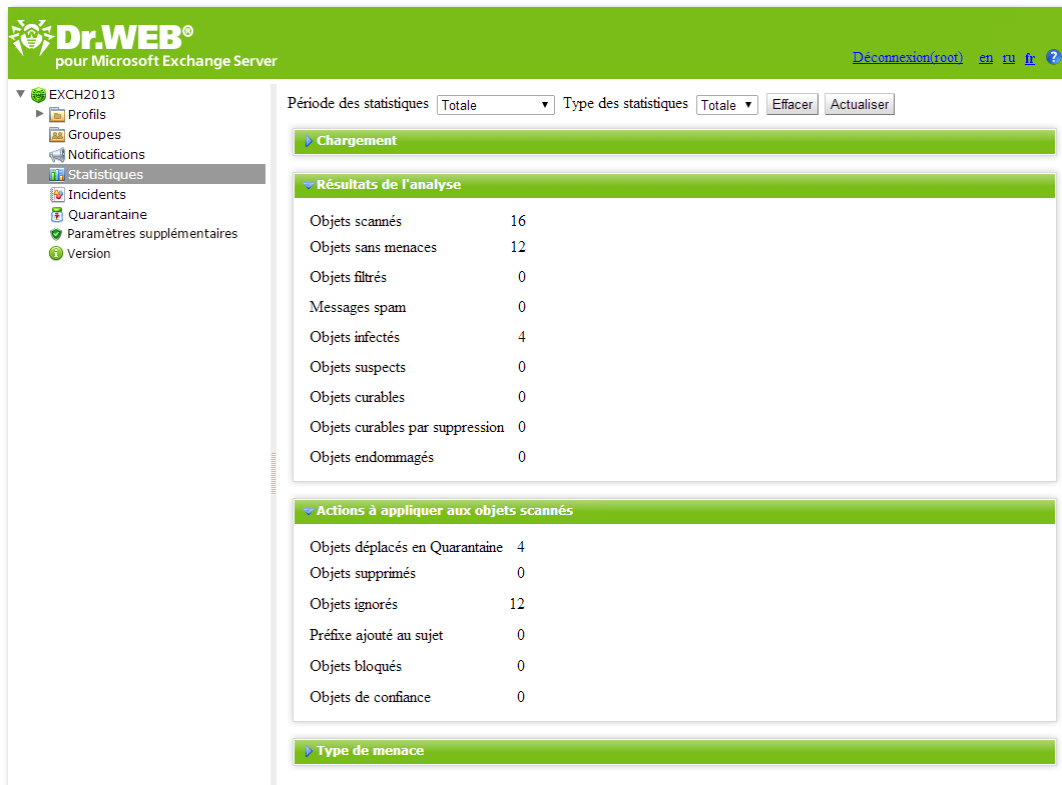 Dr.WEB®
pour Microsoft Exchange Server
Déconnexion(root) en ru fr ?
EXCH2013
Profils
Groupes
Notifications
Statistiques
Incidents
Quarantaine
Paramètres supplémentaires
Version
Période des statistiques Totale Type des statistiques Totale Effacer Actualiser
Chargement
Résultats de l'analyse
Objets scannés 16
Objets sans menaces 12
Objets filtrés 0
Messages spam 0
Objets infectés 4
Objets suspects 0
Objets curables 0
Objets curables par suppression 0
Objets endommagés 0
Actions à appliquer aux objets scannés
Objets déplacés en Quarantaine 4
Objets supprimés 0
Objets ignorés 12
Préfixe ajouté au sujet 0
Objets bloqués 0
Objets de confiance 0
Type de menace